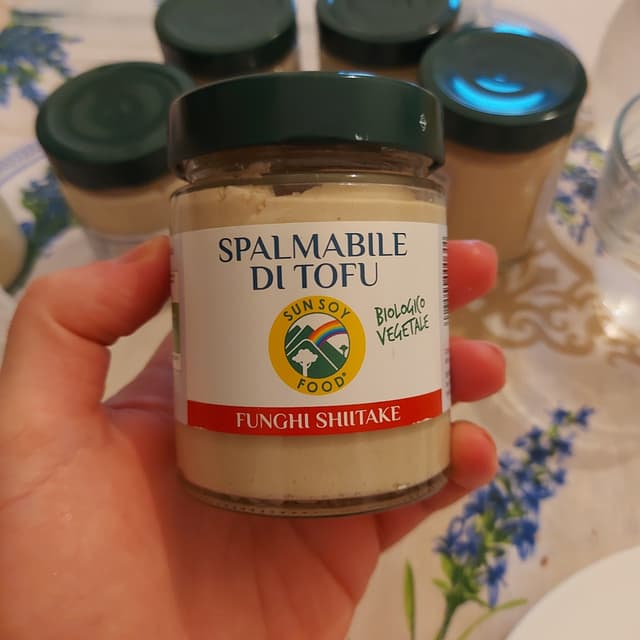 SPALMABILE
DI TOFU
SUN SOY
FOOD®
BIOLOGICO
VEGETALE
FUNGHI SHIITAKE